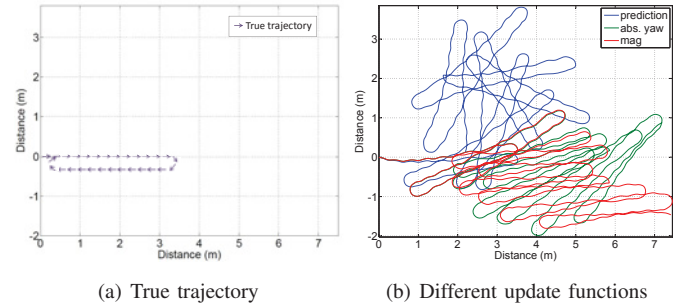 True trajectory
Distance (m)
3
2
1
0
-1
-2
0 1 2 3 4 5 6 7
Distance (m)
(a) True trajectory
prediction
abs. yaw
mag
Distance (m)
3
2
1
0
-1
-2
0 1 2 3 4 5 6 7
Distance (m)
(b) Different update functions